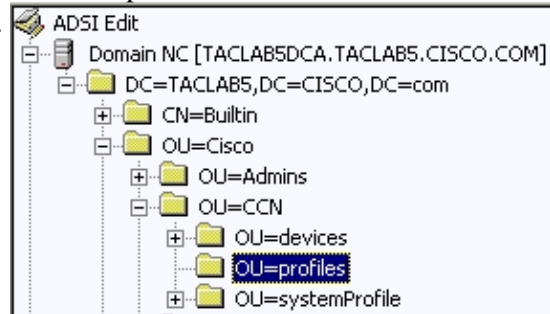 ADSI Edit
Domain NC [TACLAB5DCA.TACLAB5.CISCO.COM]
DC=TACLAB5,DC=CISCO,DC=com
CN=Builtin
OU=Cisco
OU=Admins
OU=CCN
OU=devices
OU=profiles
OU=systemProfile